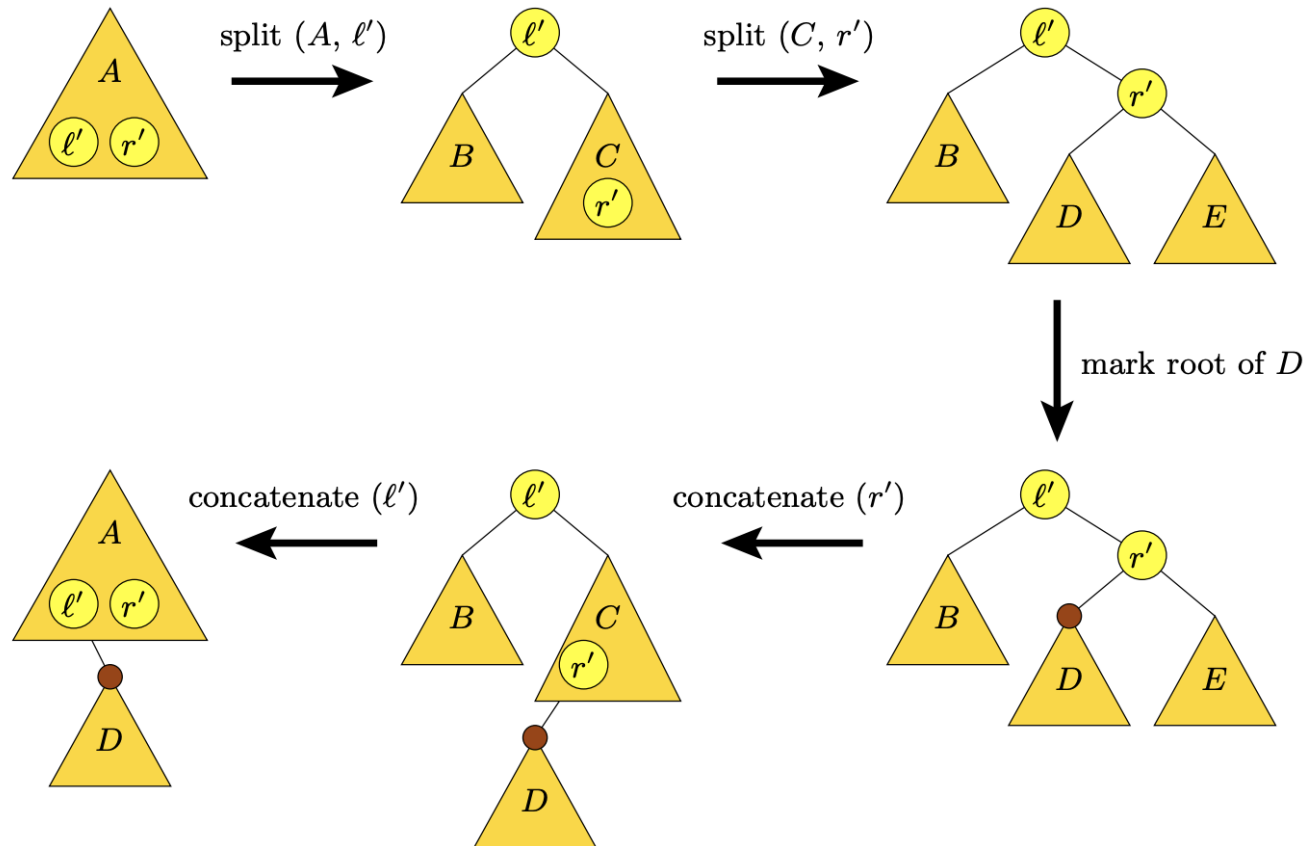 split (A, ℓ′)
split (C, r′)
A
ℓ′ r′
ℓ′
B
C
r′
ℓ′
r′
B
D
E
mark root of D
ℓ′
r′
B
D
E
concatenate (r′)
ℓ′
B
C
r′
D
concatenate (ℓ′)
A
ℓ′ r′
D